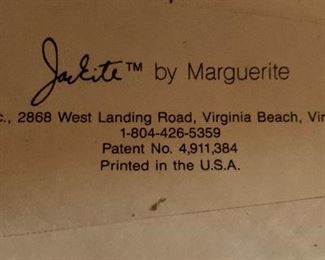 Jackite™ by Marguerite
c., 2868 West Landing Road, Virginia Beach, Vir
1-804-426-5359
Patent No. 4,911,384
Printed in the U.S.A.